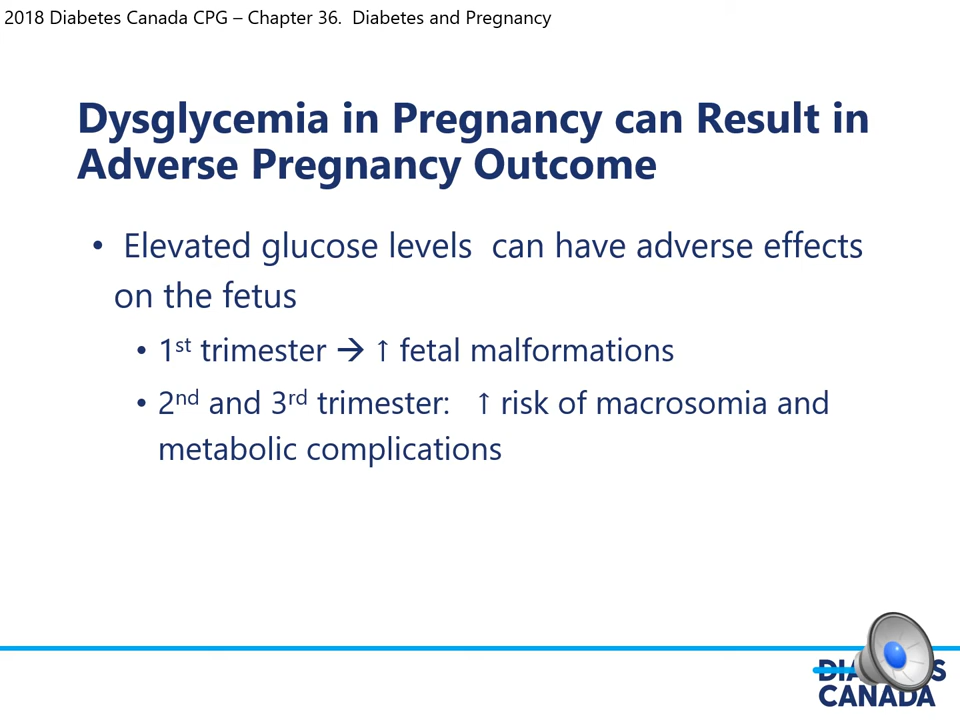 2018 Diabetes Canada CPG – Chapter 36.  Diabetes and Pregnancy
Dysglycemia in Pregnancy can Result in
Adverse Pregnancy Outcome
• Elevated glucose levels  can have adverse effects
on the fetus
• 1st trimester → ↑ fetal malformations
• 2nd and 3rd trimester:   ↑ risk of macrosomia and
metabolic complications
CANADA